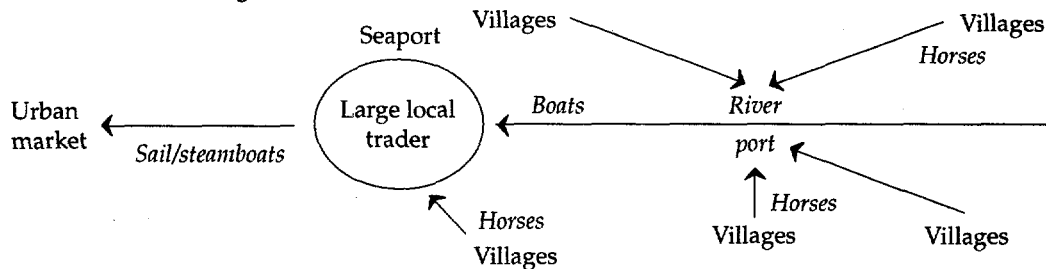 Villages
Villages
Seaport
Horses
Urban
market
Large local
trader
Boats
River
port
Sail/steamboats
Horses
Villages
Horses
Villages
Villages